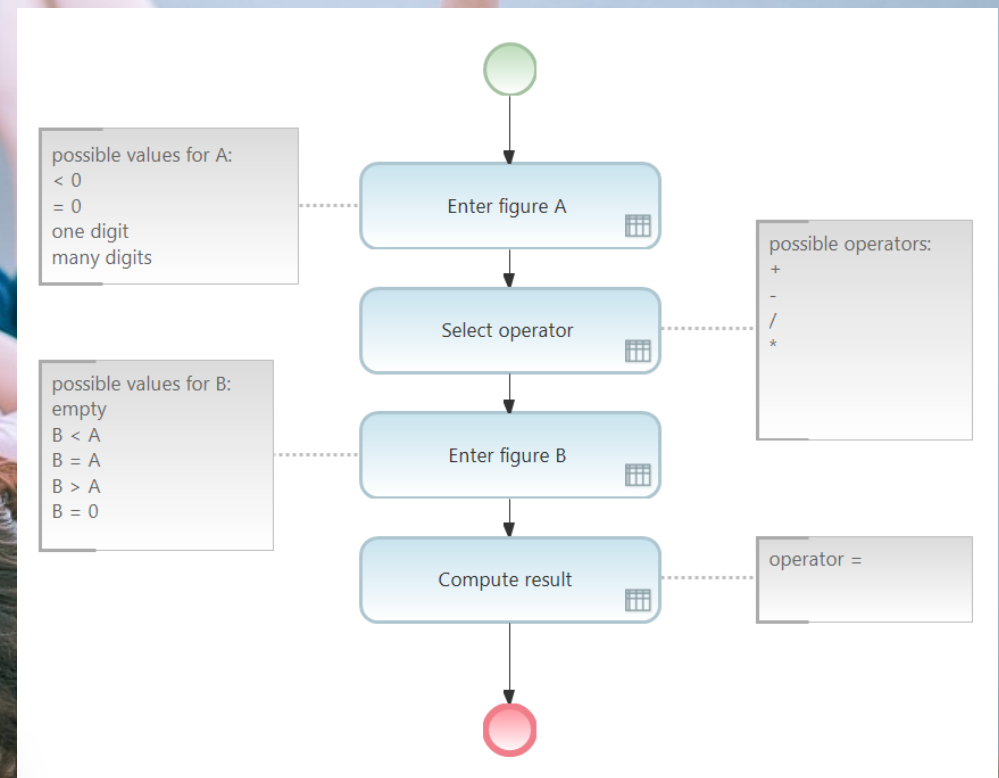 possible values for A:
< 0
= 0
one digit
many digits
Enter figure A
possible operators:
+
-
/
*
Select operator
possible values for B:
empty
B < A
B = A
B > A
B = 0
Enter figure B
Compute result
operator =